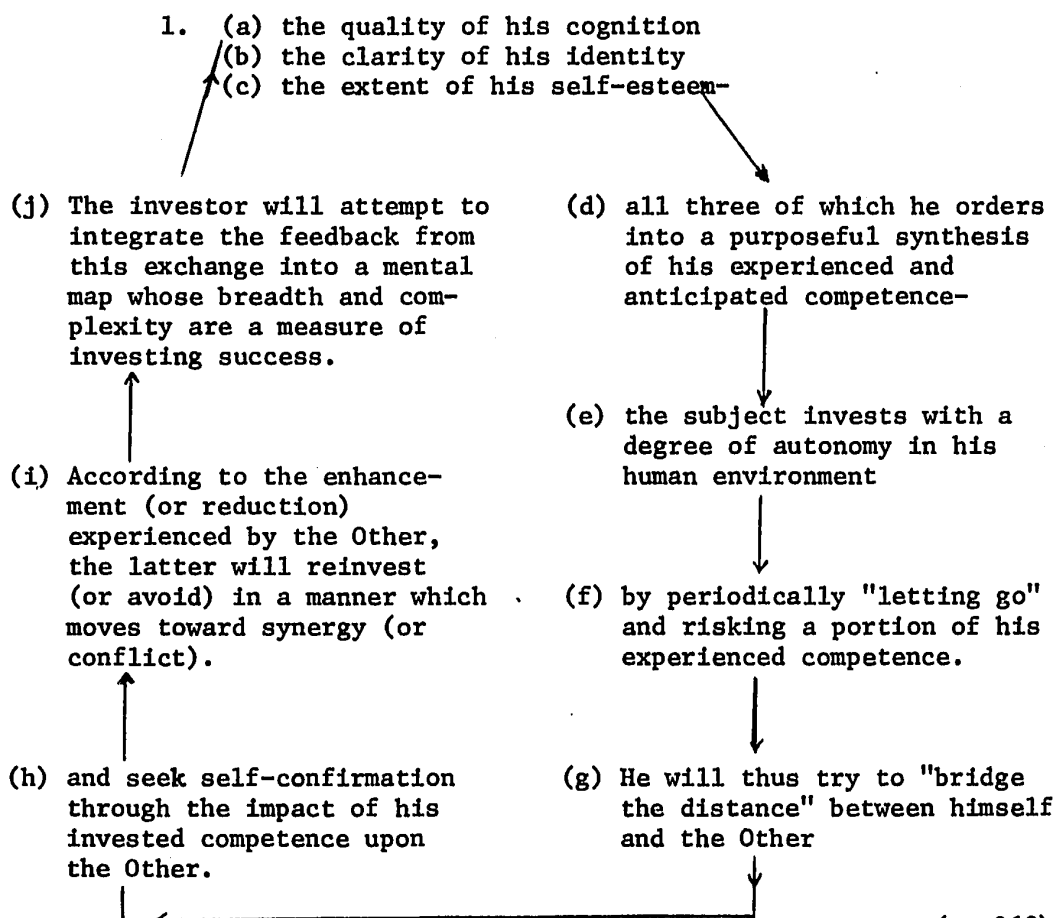 1. (a) the quality of his cognition
(b) the clarity of his identity
(c) the extent of his self-esteem-
(d) all three of which he orders
into a purposeful synthesis
of his experienced and
anticipated competence-
(e) the subject invests with a
degree of autonomy in his
human environment
(f) by periodically "letting go"
and risking a portion of his
experienced competence.
(g) He will thus try to "bridge
the distance" between himself
and the Other
(h) and seek self-confirmation
through the impact of his
invested competence upon
the Other.
(i) According to the enhance-
ment (or reduction)
experienced by the Other,
the latter will reinvest
(or avoid) in a manner which
moves toward synergy (or
conflict).
(j) The investor will attempt to
integrate the feedback from
this exchange into a mental
map whose breadth and com-
plexity are a measure of
investing success.